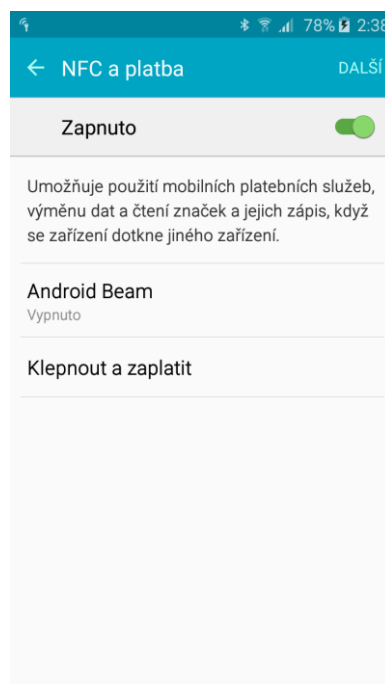 78% 2:38
NFC a platba
DALŠÍ
Zapnuto
Umožňuje použití mobilních platebních služeb,
výměnu dat a čtení značek a jejich zápis, když
se zařízení dotkne jiného zařízení.
Android Beam
Vypnuto
Klepnout a zaplatit